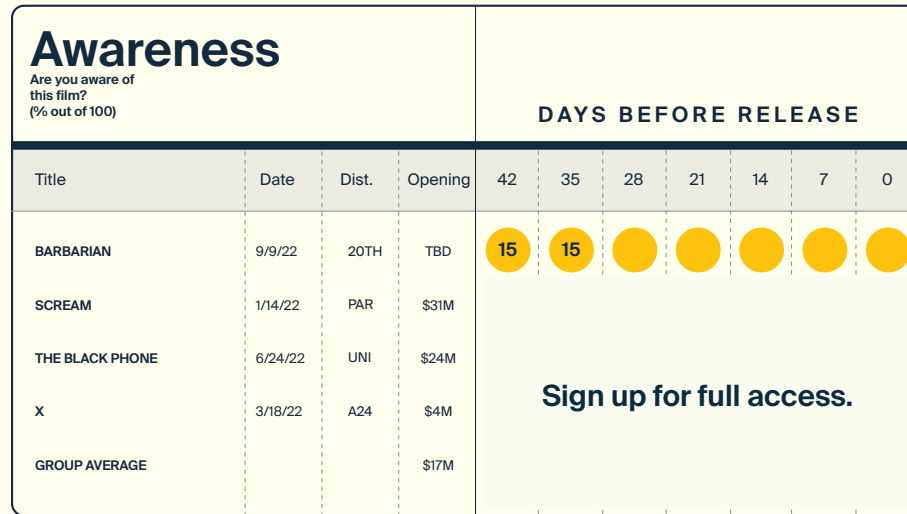 Awareness
Are you aware of
this film?
(% out of 100)
DAYS BEFORE RELEASE
Title Date Dist. Opening 42 35 28 21 14 7 0
BARBARIAN 9/9/22 20TH TBD 15 15
SCREAM 1/14/22 PAR $31M
THE BLACK PHONE 6/24/22 UNI $24M
Sign up for full access.
X 3/18/22 A24 $4M
GROUP AVERAGE $17M